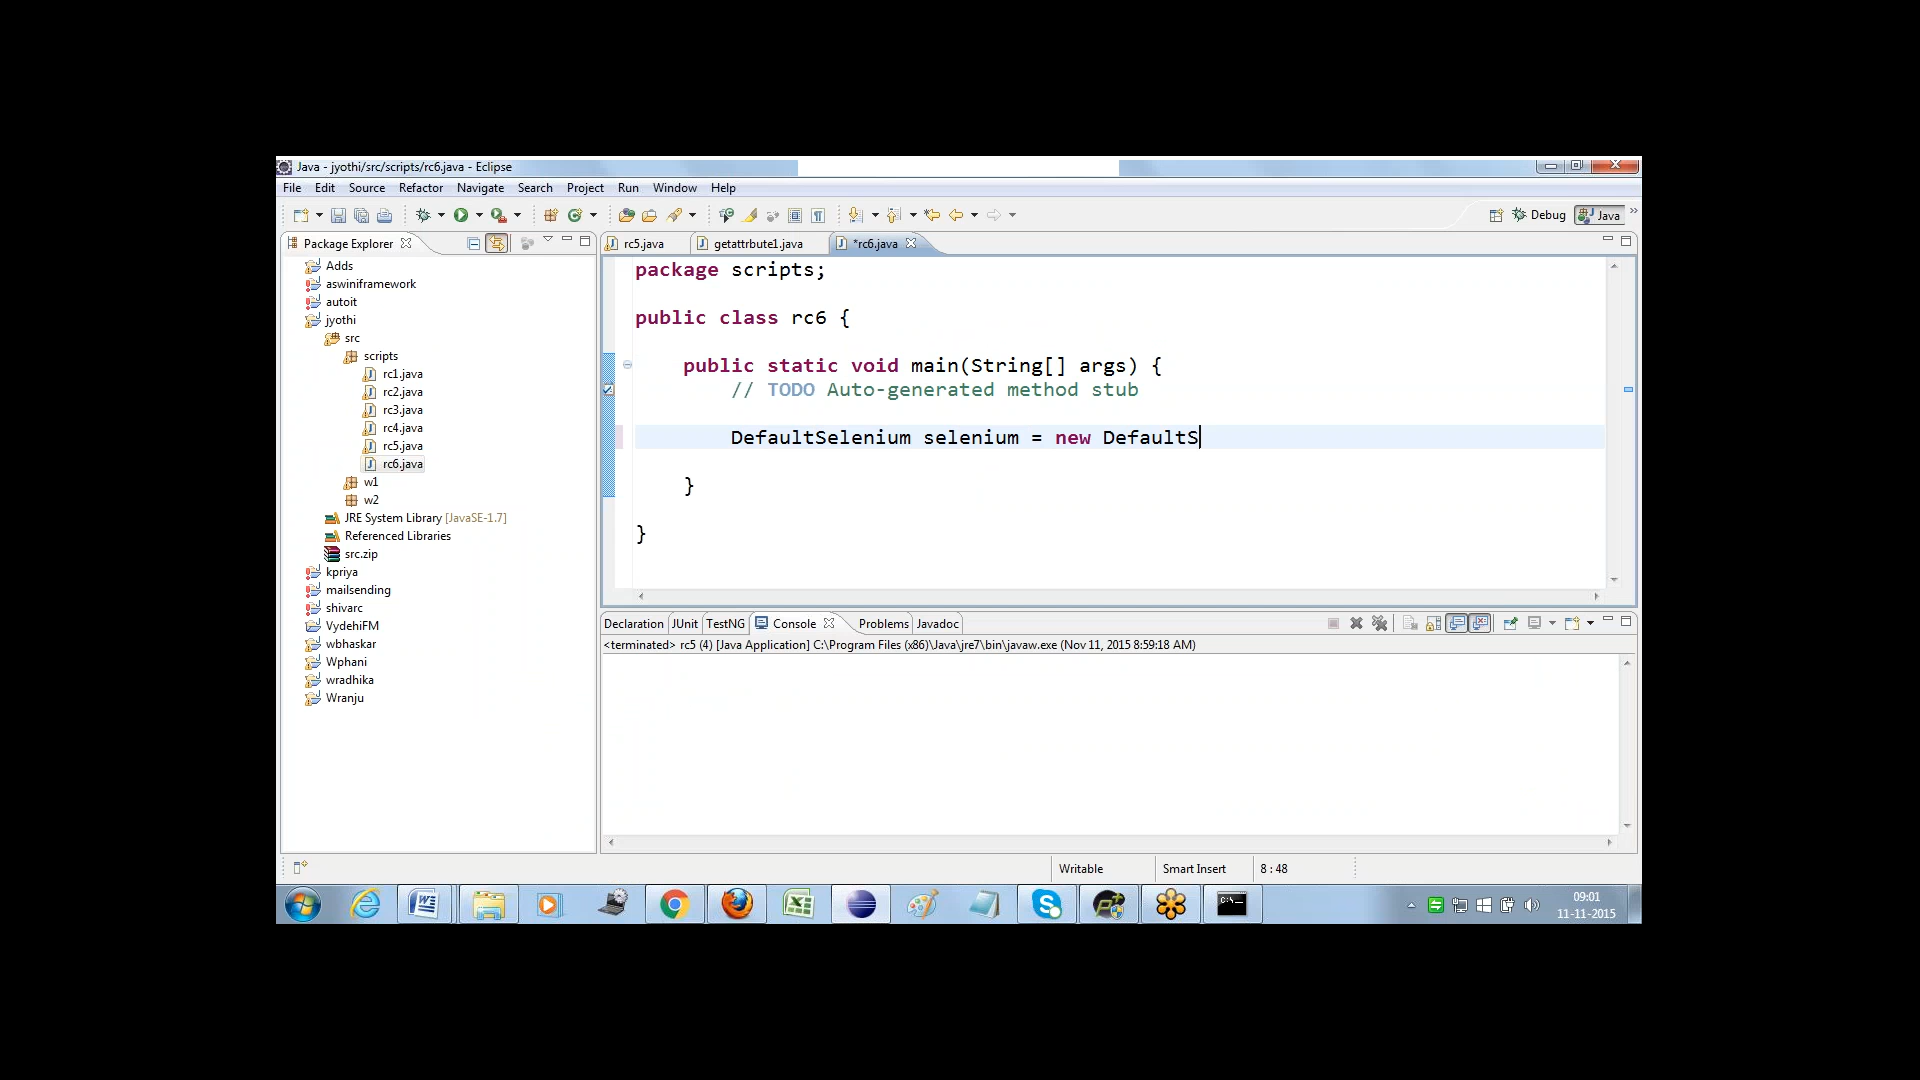 Java - jyothi/src/scripts/rc6.java - Eclipse
File Edit Source Refactor Navigate Search Project Run Window Help
Debug Java
Package Explorer
rc5.java getattrbute1.java *rc6.java
Adds
aswiniframework
autoit
jyothi
src
scripts
rc1.java
rc2.java
rc3.java
rc4.java
rc5.java
rc6.java
w1
w2
JRE System Library [JavaSE-1.7]
Referenced Libraries
src.zip
kpriya
mailsending
shivarc
VydehiFM
wbhaskar
Wphani
wradhika
Wranju
package scripts;
public class rc6 {
public static void main(String[] args) {
// TODO Auto-generated method stub
DefaultSelenium selenium = new DefaultS
}
}
Declaration JUnit TestNG Console Problems Javadoc
<terminated> rc5 (4) [Java Application] C:\Program Files (x86)\Java\jre7\bin\javaw.exe (Nov 11, 2015 8:59:18 AM)
Writable Smart Insert 8 : 48
09:01
11-11-2015